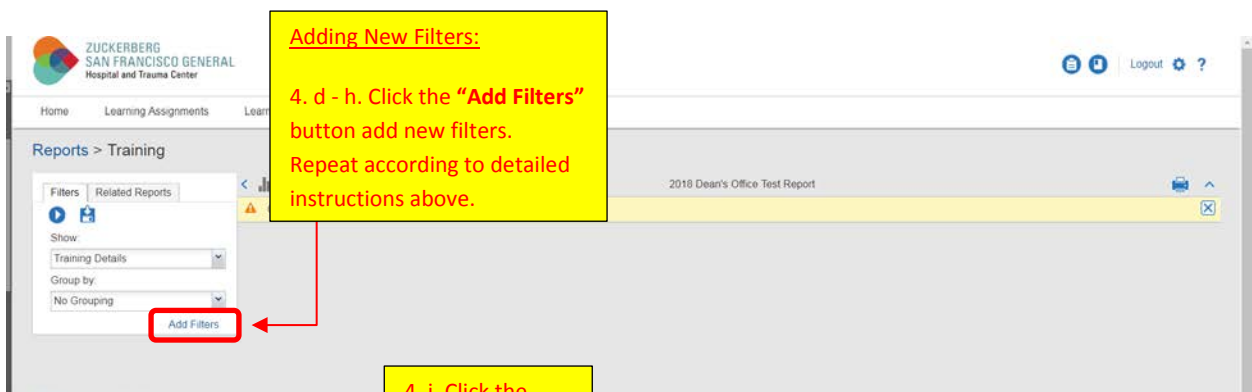 ZUCKERBERG
SAN FRANCISCO GENERAL
Hospital and Trauma Center
Logout ?
Adding New Filters:
4. d - h. Click the “Add Filters”
button add new filters.
Repeat according to detailed
instructions above.
Home Learning Assignments Learn
Reports > Training
Filters Related Reports
2018 Dean's Office Test Report
Show:
Training Details
Group by:
No Grouping
Add Filters
4. i. Click the